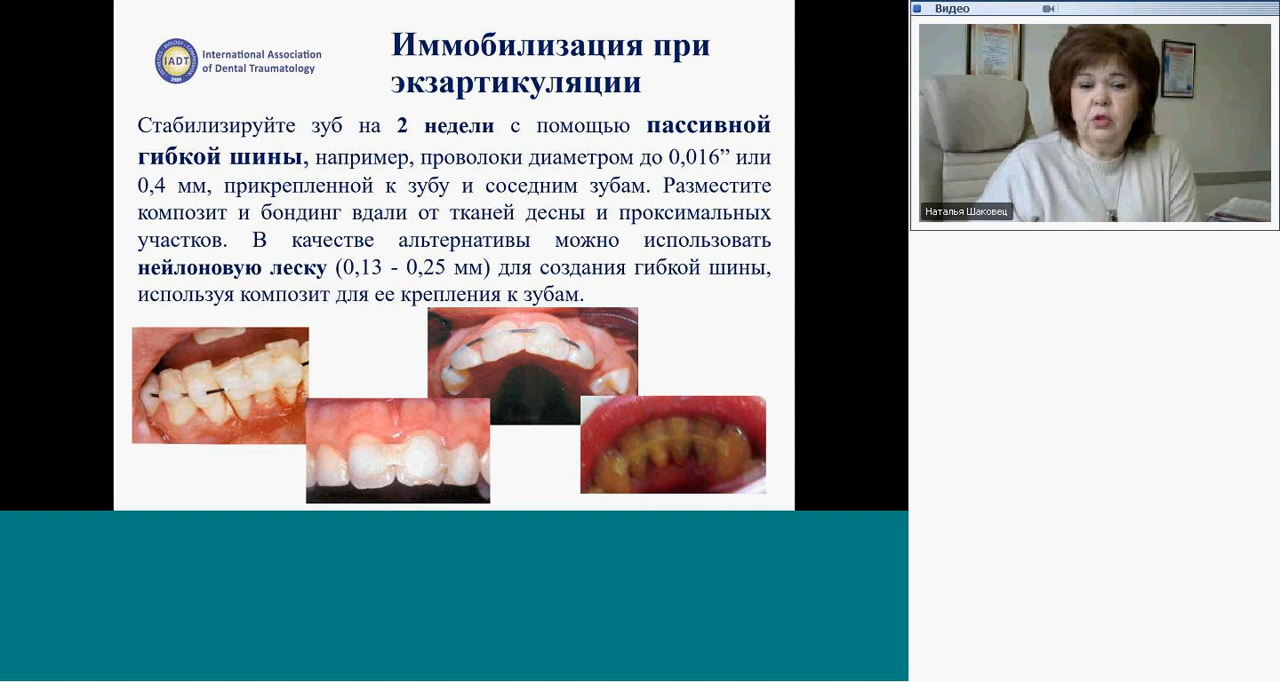 International Association
of Dental Traumatology
IADT
Иммобилизация при
экзартикуляции
Стабилизируйте зуб на 2 недели с помощью пассивной
гибкой шины, например, проволоки диаметром до 0,016” или
0,4 мм, прикрепленной к зубу и соседним зубам. Разместите
композит и бондинг вдали от тканей десны и проксимальных
участков. В качестве альтернативы можно использовать
нейлоновую леску (0,13 - 0,25 мм) для создания гибкой шины,
используя композит для ее крепления к зубам.
Видео
Наталья Шаковец